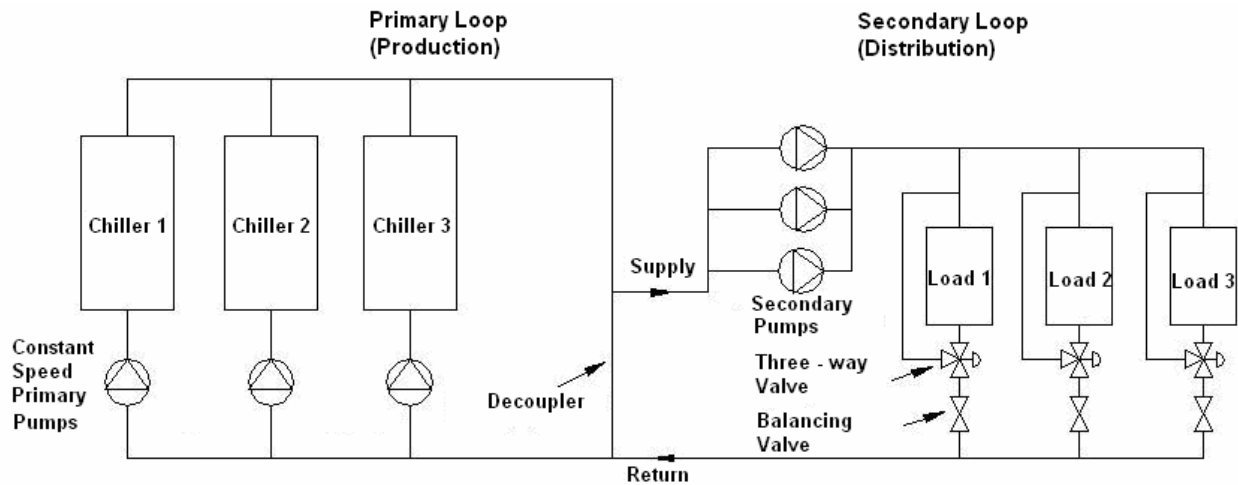 Primary Loop
(Production)
Secondary Loop
(Distribution)
Chiller 1
Chiller 2
Chiller 3
Supply
Load 1
Load 2
Load 3
Secondary
Pumps
Constant
Speed
Primary
Pumps
Decoupler
Three - way
Valve
Balancing
Valve
Return